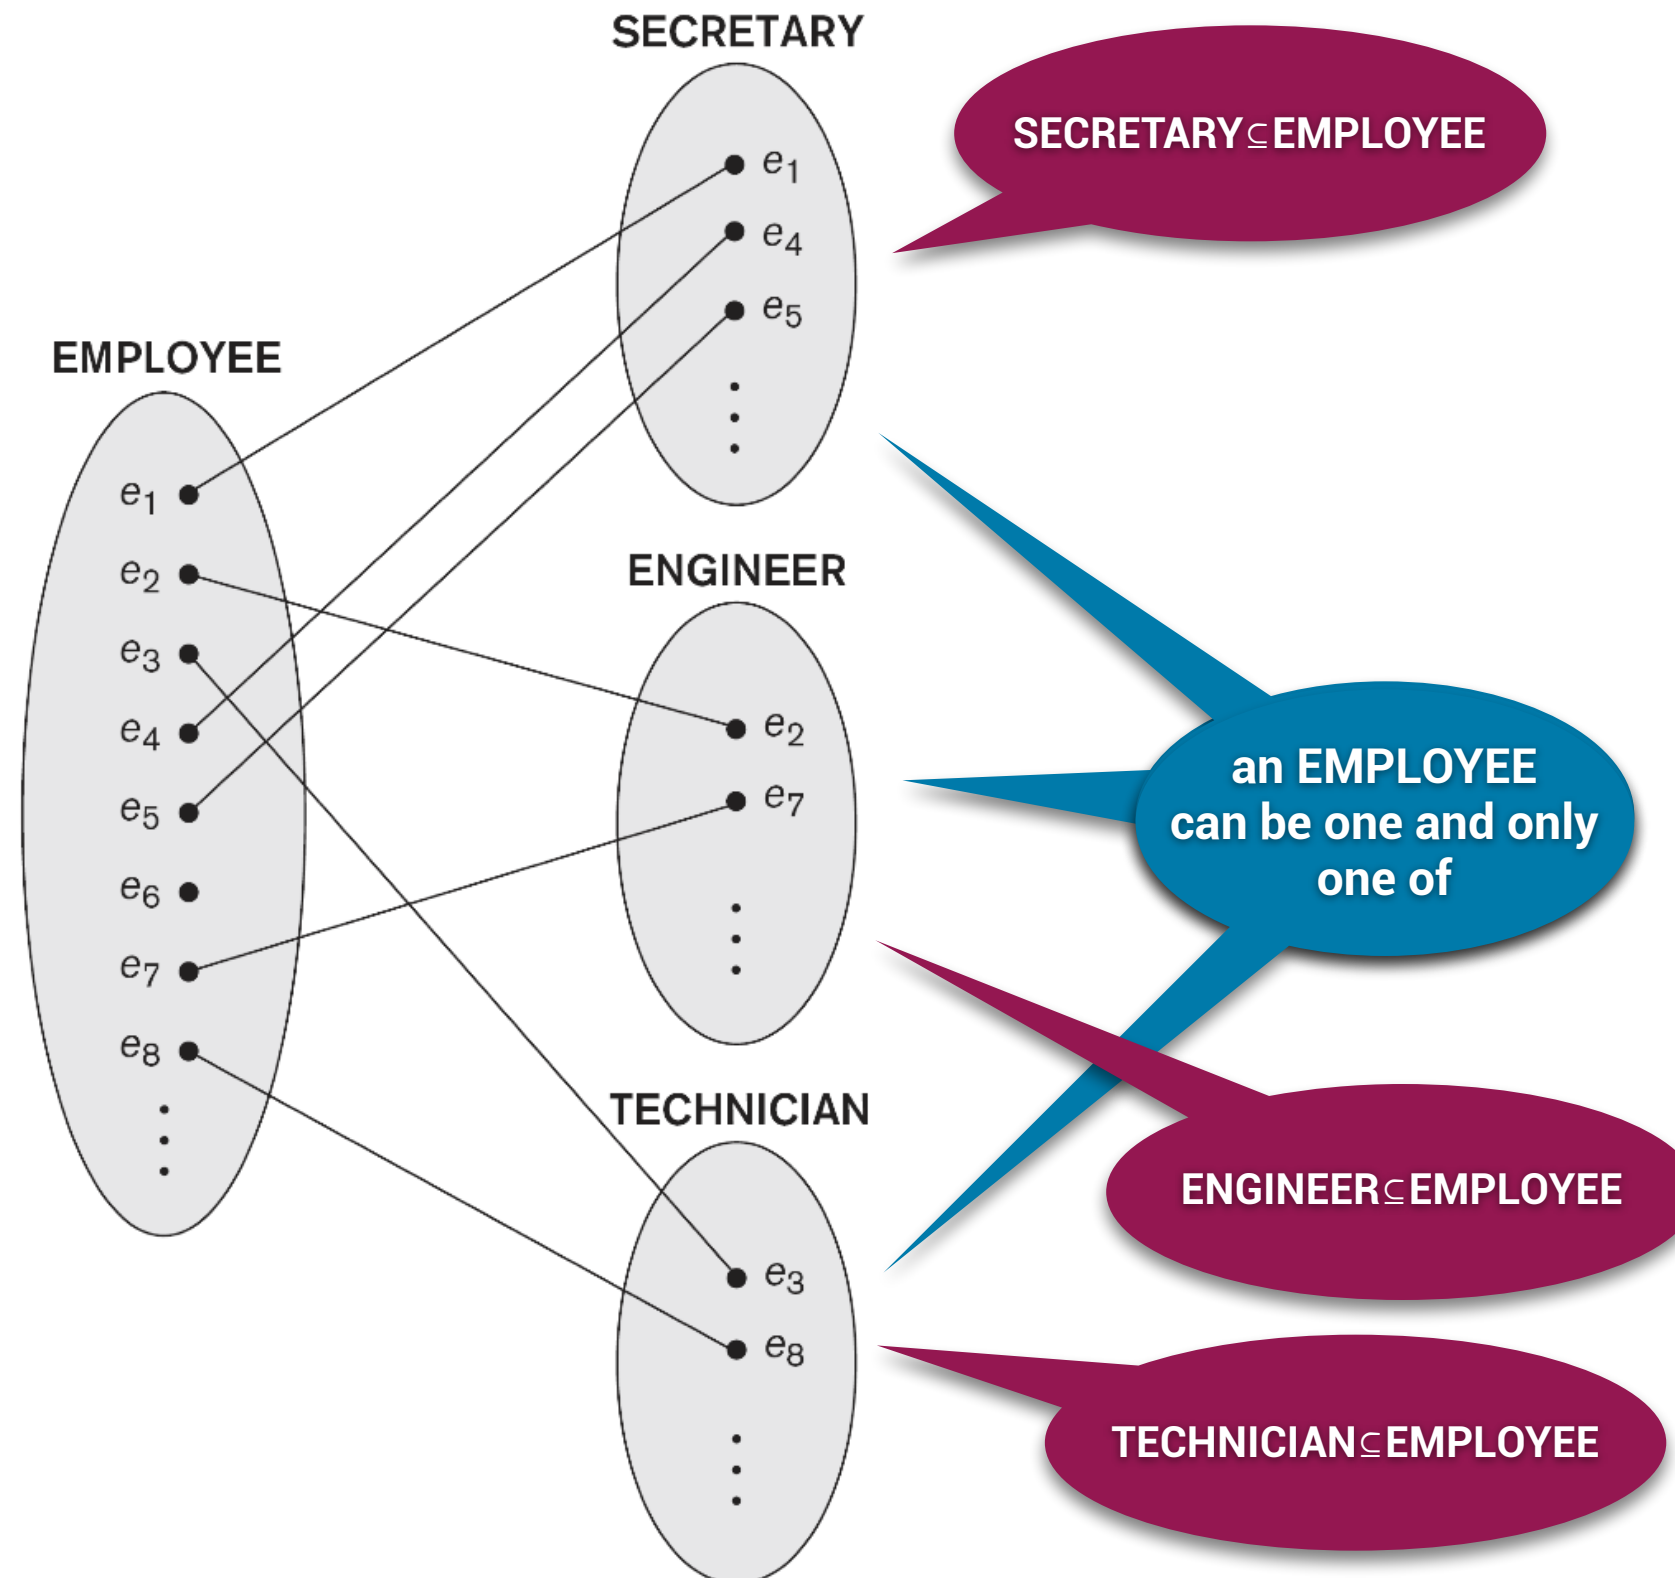 SECRETARY
e1
e4
e5
SECRETARY⊆EMPLOYEE
EMPLOYEE
e1
e2
e3
e4
e5
e6
e7
e8
ENGINEER
e2
e7
an EMPLOYEE
can be one and only
one of
TECHNICIAN
e3
e8
ENGINEER⊆EMPLOYEE
TECHNICIAN⊆EMPLOYEE